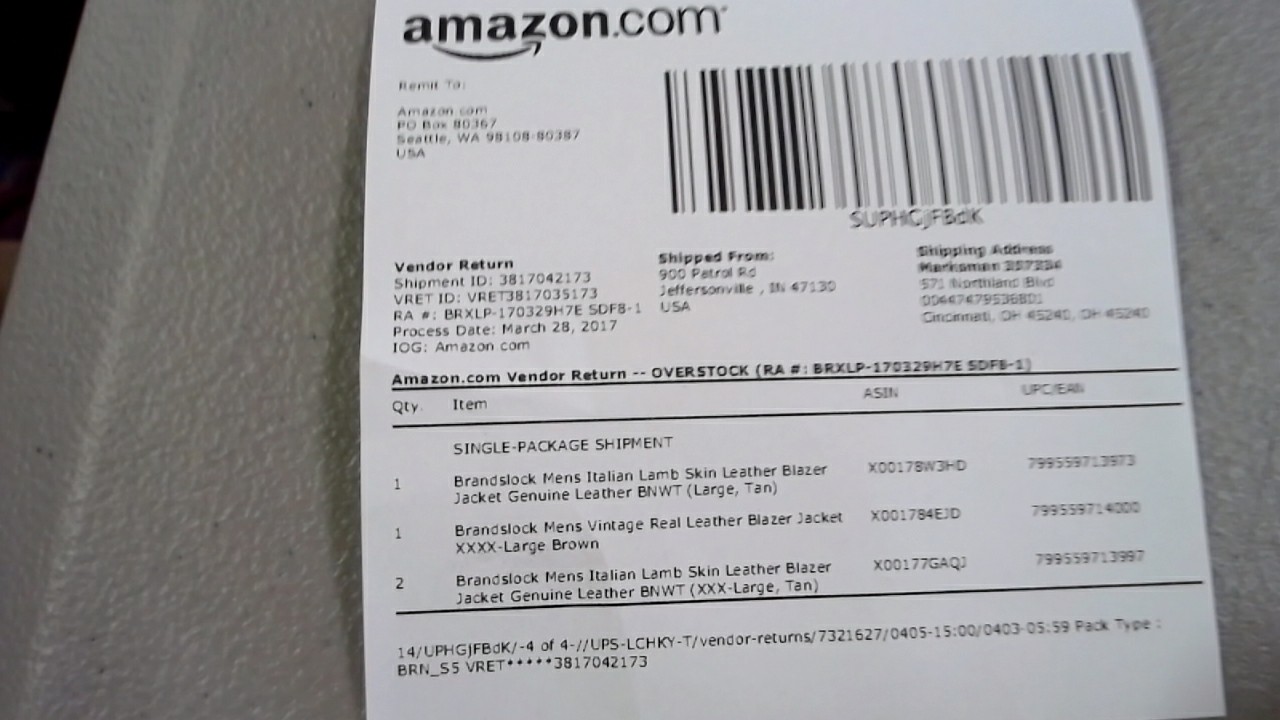 amazon.com
Remit To:
Amazon.com
PO Box 80367
Seattle, WA 98108-80387
USA
SUPHGJFBdK
Vendor Return
Shipment ID: 3817042173
VRET ID: VRET3817035173
RA #: BRXLP-170329H7E SDF8-1
Process Date: March 28, 2017
IOG: Amazon.com
Shipped From:
900 Patrol Rd
Jeffersonville , IN 47130
USA
Shipping Address
571 Northland Blvd
Cincinnati, OH 45240, OH 45240
Amazon.com Vendor Return -- OVERSTOCK (RA #: BRXLP-170329H7E SDF8-1)
Qty. Item ASIN UPC/EAN
SINGLE-PACKAGE SHIPMENT
1 Brandslock Mens Italian Lamb Skin Leather Blazer X00178W3HD 799559713973
Jacket Genuine Leather BNWT (Large, Tan)
1 Brandslock Mens Vintage Real Leather Blazer Jacket X001784EJD 799559714000
XXXX-Large Brown
2 Brandslock Mens Italian Lamb Skin Leather Blazer X00177GAQJ 799559713997
Jacket Genuine Leather BNWT (XXX-Large, Tan)
14/UPHGJFBdK/-4 of 4-//UPS-LCHKY-T/vendor-returns/7321627/0405-15:00/0403-05:59 Pack Type :
BRN_S5 VRET*****3817042173